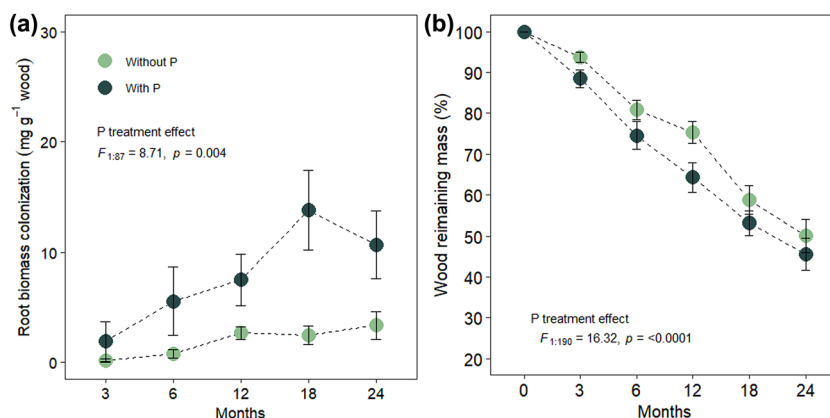 (a)
30
20
10
0
Root biomass colonization (mg g⁻¹ wood)
Without P
With P
P treatment effect
F1:87 = 8.71, p = 0.004
3 6 12 18 24
Months
(b)
100
90
80
70
60
50
40
30
20
Wood reimaining mass (%)
P treatment effect
F1:190 = 16.32, p = <0.0001
0 3 6 12 18 24
Months